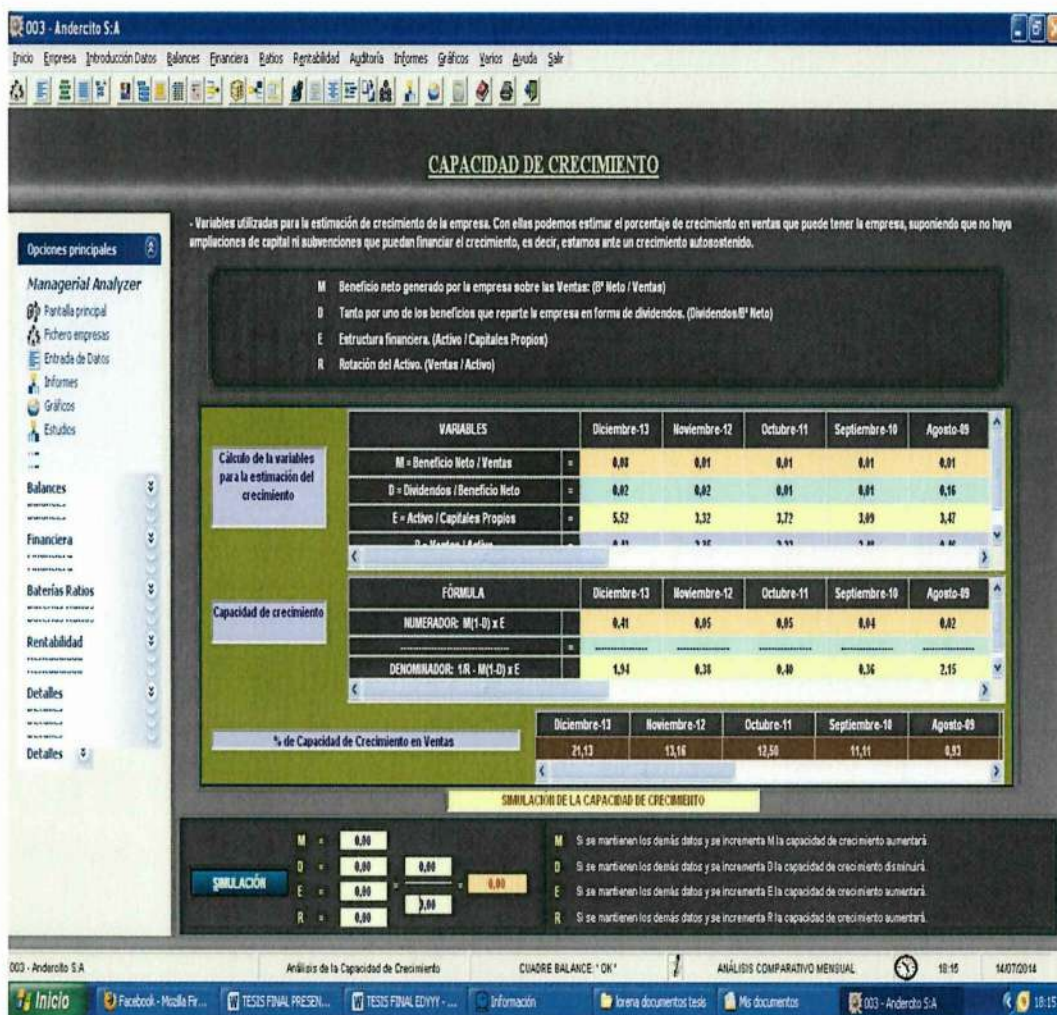 003 - Andercito S:A
Inicio Empresa Introducción Datos Balances Financiera Ratios Rentabilidad Auditoría Informes Gráficos Varios Ayuda Salir
CAPACIDAD DE CRECIMIENTO
- Variables utilizadas para la estimación de crecimiento de la empresa. Con ellas podemos estimar el porcentaje de crecimiento en ventas que puede tener la empresa, suponiendo que no haya
ampliaciones de capital ni subvenciones que puedan financiar el crecimiento, es decir, estamos ante un crecimiento autosostenido.
M Beneficio neto generado por la empresa sobre las Ventas: (Bº Neto / Ventas)
D Tanto por uno de los beneficios que reparte la empresa en forma de dividendos. (Dividendos/Bº Neto)
E Estructura financiera. (Activo / Capitales Propios)
R Rotación del Activo. (Ventas / Activo)
Opciones principales
Managerial Analyzer
Pantalla principal
Fichero empresas
Entrada de Datos
Informes
Gráficos
Estudios
Balances
Financiera
Baterías Ratios
Rentabilidad
Detalles
Detalles
Cálculo de la variables
para la estimación del
crecimiento
VARIABLES Diciembre-13 Noviembre-12 Octubre-11 Septiembre-10 Agosto-09
M = Beneficio Neto / Ventas = 0,08 0,01 0,01 0,01 0,01
D = Dividendos / Beneficio Neto = 0,02 0,02 0,01 0,01 0,16
E = Activo / Capitales Propios = 5,52 3,32 3,72 3,09 3,47
Capacidad de crecimiento
FÓRMULA Diciembre-13 Noviembre-12 Octubre-11 Septiembre-10 Agosto-09
NUMERADOR: M(1-D) x E 0,41 0,05 0,05 0,04 0,02
=
DENOMINADOR: 1/R - M(1-D) x E 1,94 0,38 0,40 0,36 2,15
Diciembre-13 Noviembre-12 Octubre-11 Septiembre-10 Agosto-09
% de Capacidad de Crecimiento en Ventas 21,13 13,16 12,50 11,11 0,93
SIMULACIÓN DE LA CAPACIDAD DE CRECIMIENTO
SIMULACIÓN
M = 0,00
D = 0,00
E = 0,00
R = 0,00
= 0,00
0,00
= 0,00
M Si se mantienen los demás datos y se incrementa M la capacidad de crecimiento aumentará.
D Si se mantienen los demás datos y se incrementa D la capacidad de crecimiento disminuirá.
E Si se mantienen los demás datos y se incrementa E la capacidad de crecimiento aumentará.
R Si se mantienen los demás datos y se incrementa R la capacidad de crecimiento aumentará.
003 - Andercito S:A Análisis de la Capacidad de Crecimiento CUADRE BALANCE: "OK" ANÁLISIS COMPARATIVO MENSUAL 18:15 14/07/2014
Inicio Facebook - Mozilla Fir... TESIS FINAL PRESEN... TESIS FINAL EDYYY - ... Información lorena documentos tesis Mis documentos 003 - Andercito S:A 18:15